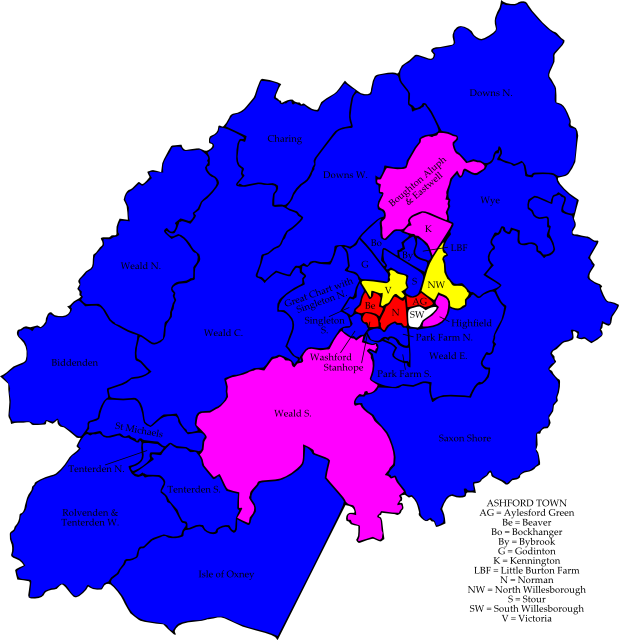 Downs N.
Charing
Downs W.
Boughton Aluph
& Eastwell
Wye
K
Bo
By
LBF
Weald N.
Great Chart with
Singleton N.
V
NW
S
Be
AG
N
SW
Singleton
S.
Highfield
Weald C.
Park Farm N.
Washford
Stanhope
Weald E.
Biddenden
Park Farm S.
Weald S.
St Michael's
Saxon Shore
Tenterden N.
Tenterden S.
Rolvenden &
Tenterden W.
Isle of Oxney
ASHFORD TOWN
AG = Aylesford Green
Be = Beaver
Bo = Bockhanger
By = Bybrook
G = Godinton
K = Kennington
LBF = Little Burton Farm
N = Norman
NW = North Willesborough
S = Stour
SW = South Willesborough
V = Victoria